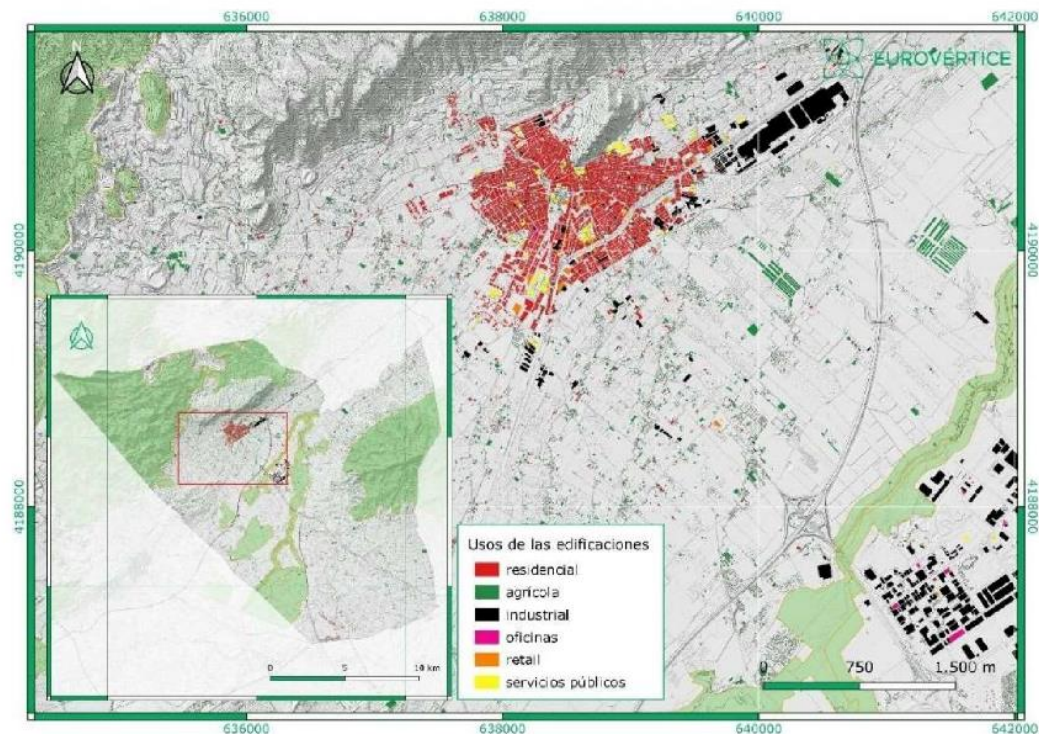 636000
638000
640000
642000
N
EUROVÉRTICE
4190000
4190000
4188000
4188000
0 5 10 km
Usos de las edificaciones
residencial
agrícola
industrial
oficinas
retail
servicios públicos
0 750 1.500 m
636000
638000
640000
642000